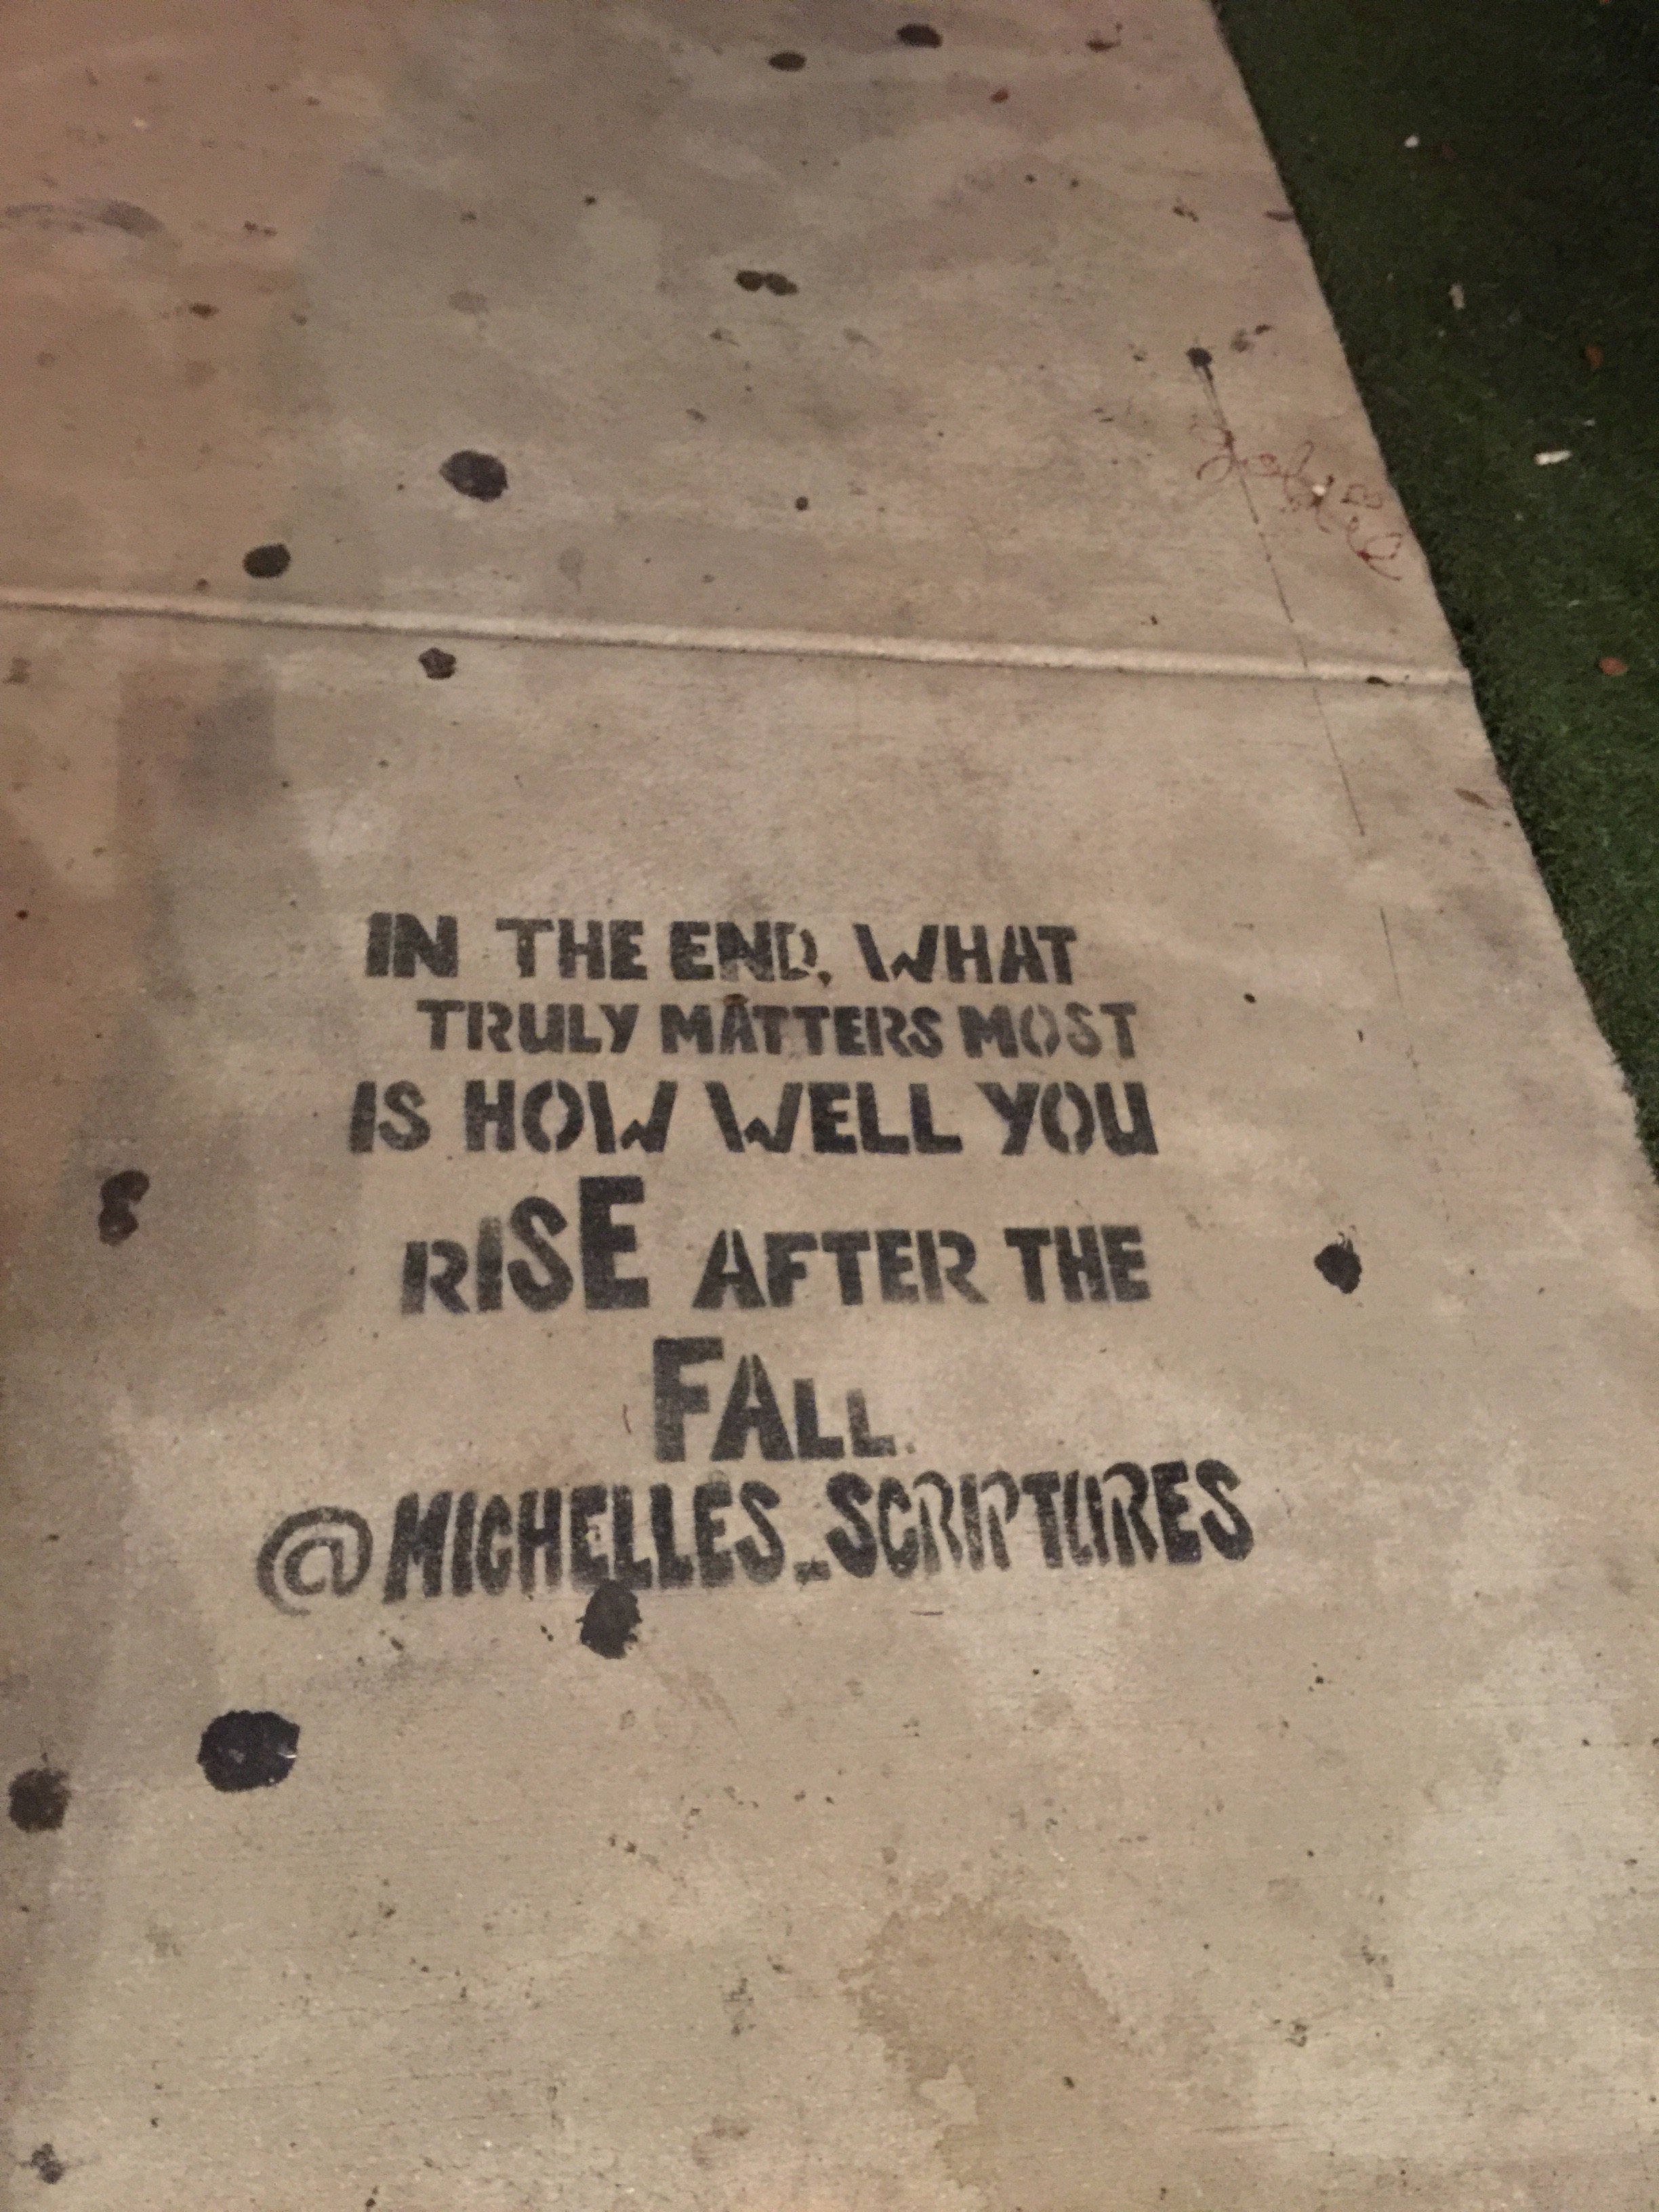 IN THE END, WHAT
TRULY MATTERS MOST
IS HOW WELL YOU
RISE AFTER THE
FALL.
@MICHELLES_SCRIPTURES